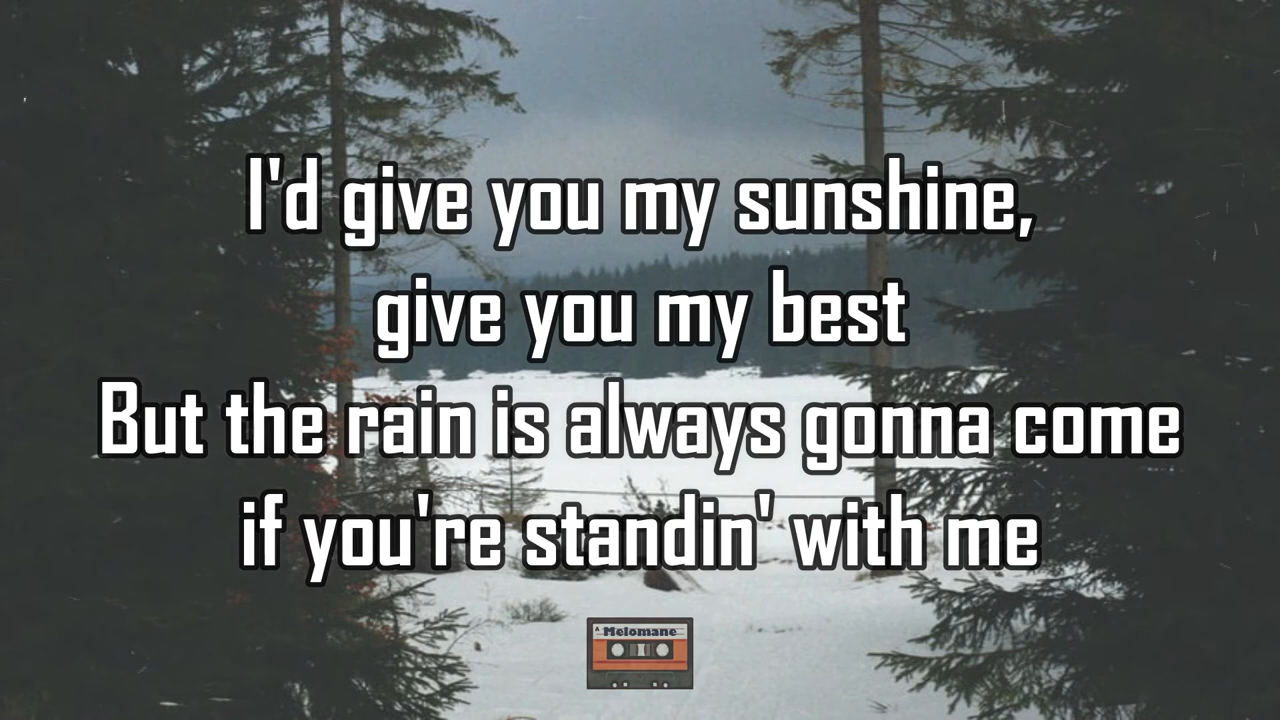 I'd give you my sunshine,
give you my best
But the rain is always gonna come
if you're standin' with me
A Melomane